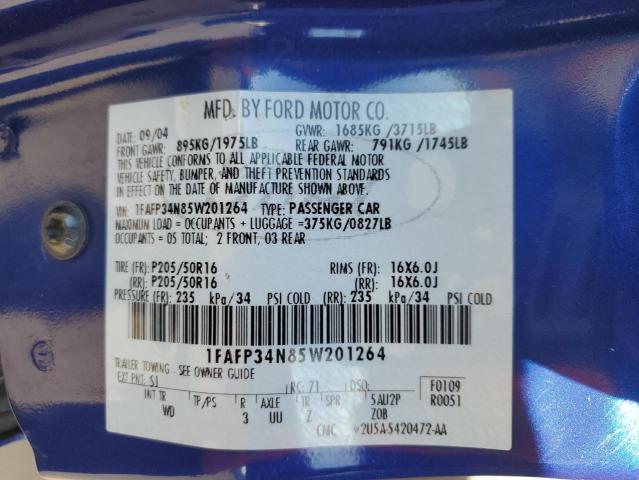 MFD. BY FORD MOTOR CO.
DATE: 09/04 GVWR: 1685KG /3715LB
FRONT GAWR: 895KG/1975LB REAR GAWR: 791KG/1745LB
THIS VEHICLE CONFORMS TO ALL APPLICABLE FEDERAL MOTOR
VEHICLE SAFETY, BUMPER, AND THEFT PREVENTION STANDARDS
IN EFFECT ON THE DATE OF MANUFACTURE SHOWN ABOVE.
VIN: 1FAFP34N85W201264 TYPE: PASSENGER CAR
MAXIMUM LOAD = OCCUPANTS + LUGGAGE =375KG/0827LB
OCCUPANTS = 05 TOTAL; 2 FRONT, 03 REAR
TIRE (FR): P205/50R16 RIMS (FR): 16X6.0J
(RR): P205/50R16 (RR): 16X6.0J
PRESSURE (FR): 235 kPa/34 PSI COLD (RR): 235 kPa/34 PSI COLD
1FAFP34N85W201264
TRAILER TOWING - SEE OWNER GUIDE
EXT PNT: S1 RC: 71 F0109
INT TR TP/PS R AXLE TR SPR 5AU2P R0051
WD 3 UU Z Z0B
CMC 2U5A-5420472-AA